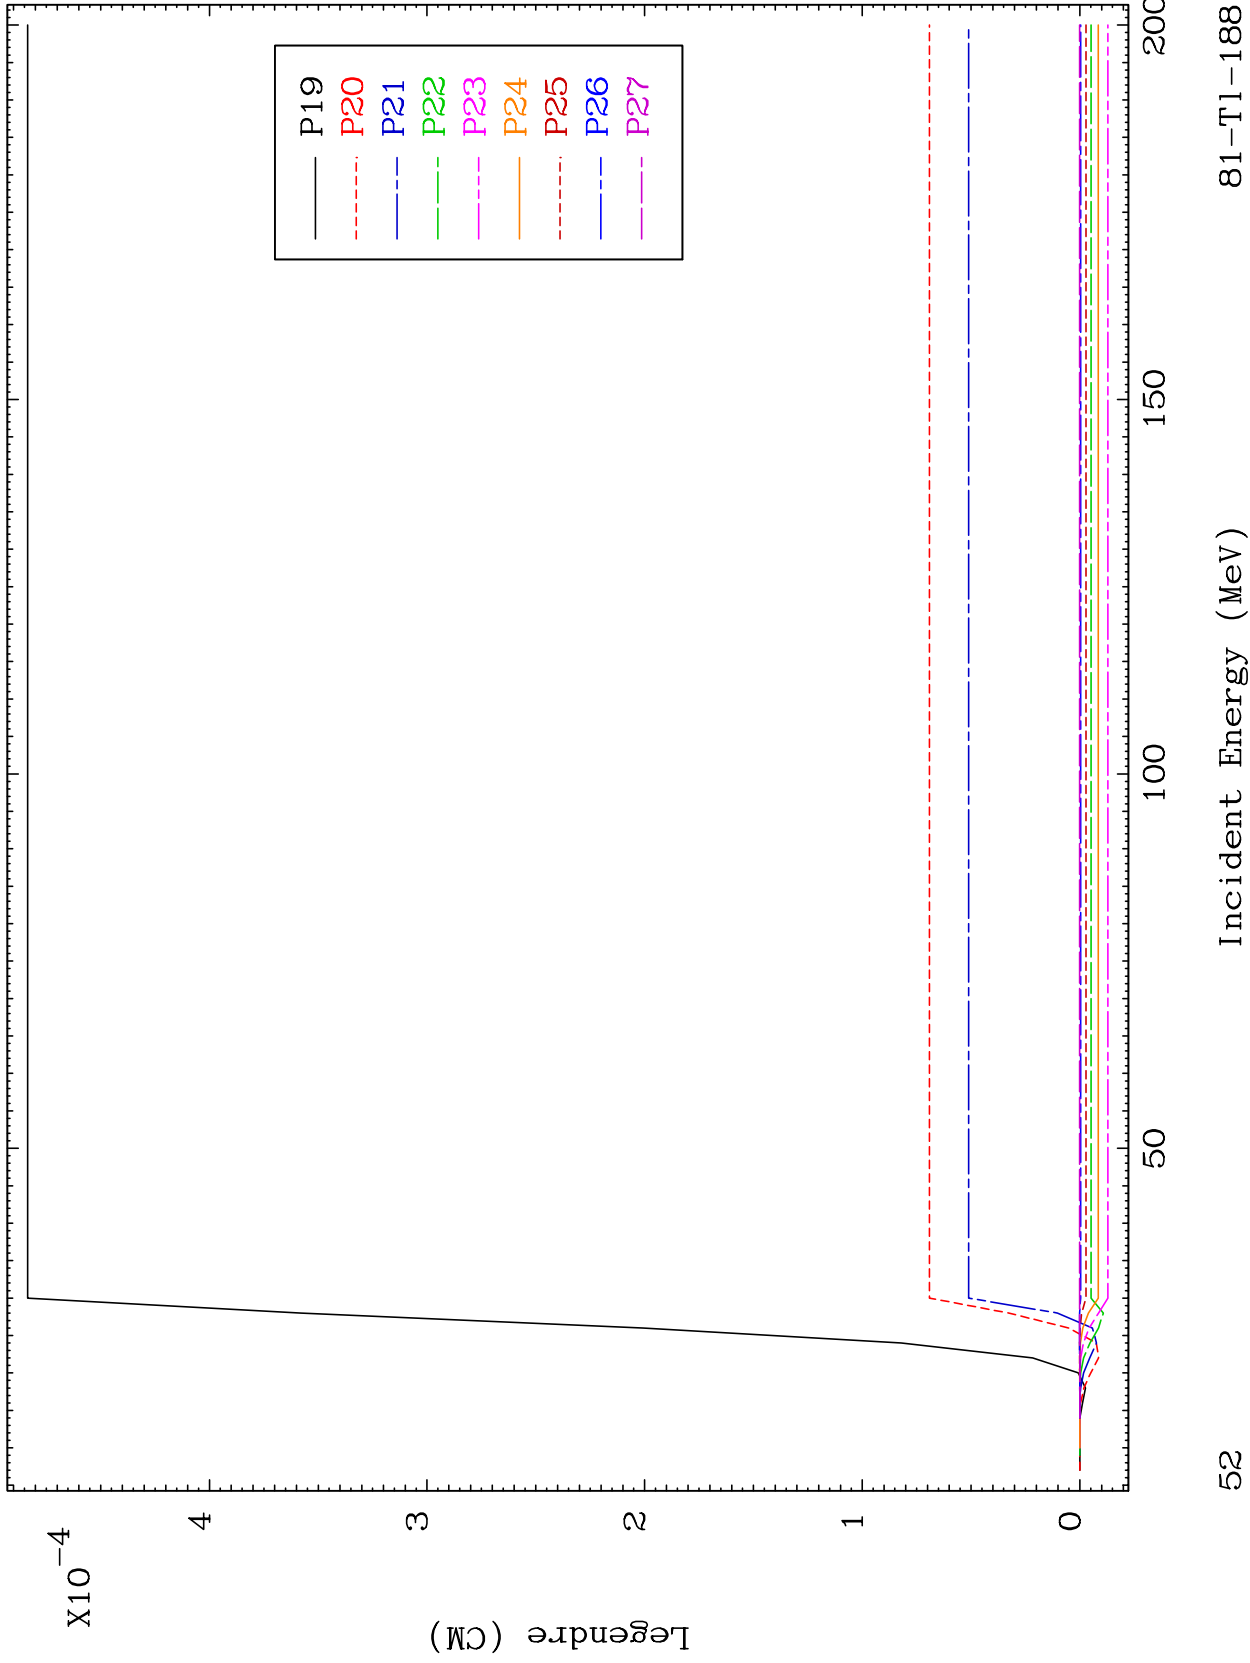 X10-4
Legendre (CM)
4
3
2
1
0
P19
P20
P21
P22
P23
P24
P25
P26
P27
50
100
150
200
52
Incident Energy (MeV)
81-Tl-188